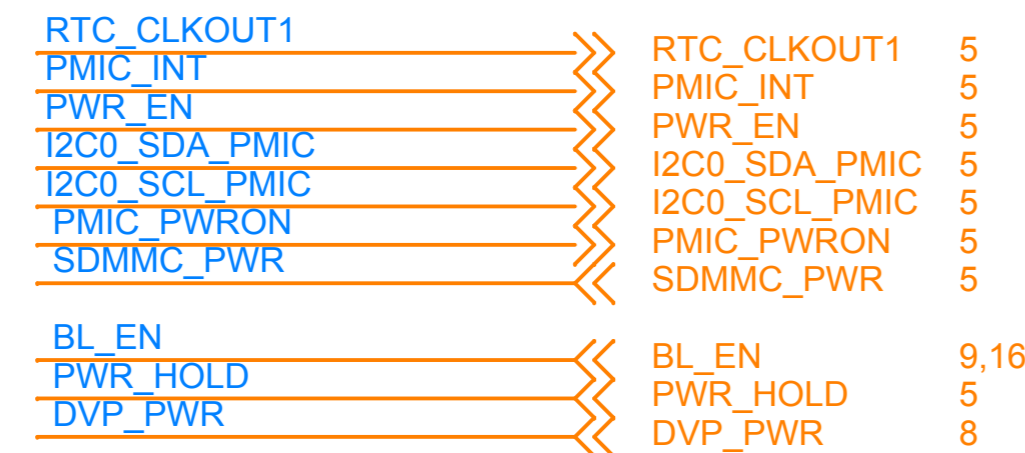 RTC_CLKOUT1 RTC_CLKOUT1 5
PMIC_INT PMIC_INT 5
PWR_EN PWR_EN 5
I2C0_SDA_PMIC I2C0_SDA_PMIC 5
I2C0_SCL_PMIC I2C0_SCL_PMIC 5
PMIC_PWRON PMIC_PWRON 5
SDMMC_PWR SDMMC_PWR 5
BL_EN BL_EN 9,16
PWR_HOLD PWR_HOLD 5
DVP_PWR DVP_PWR 8